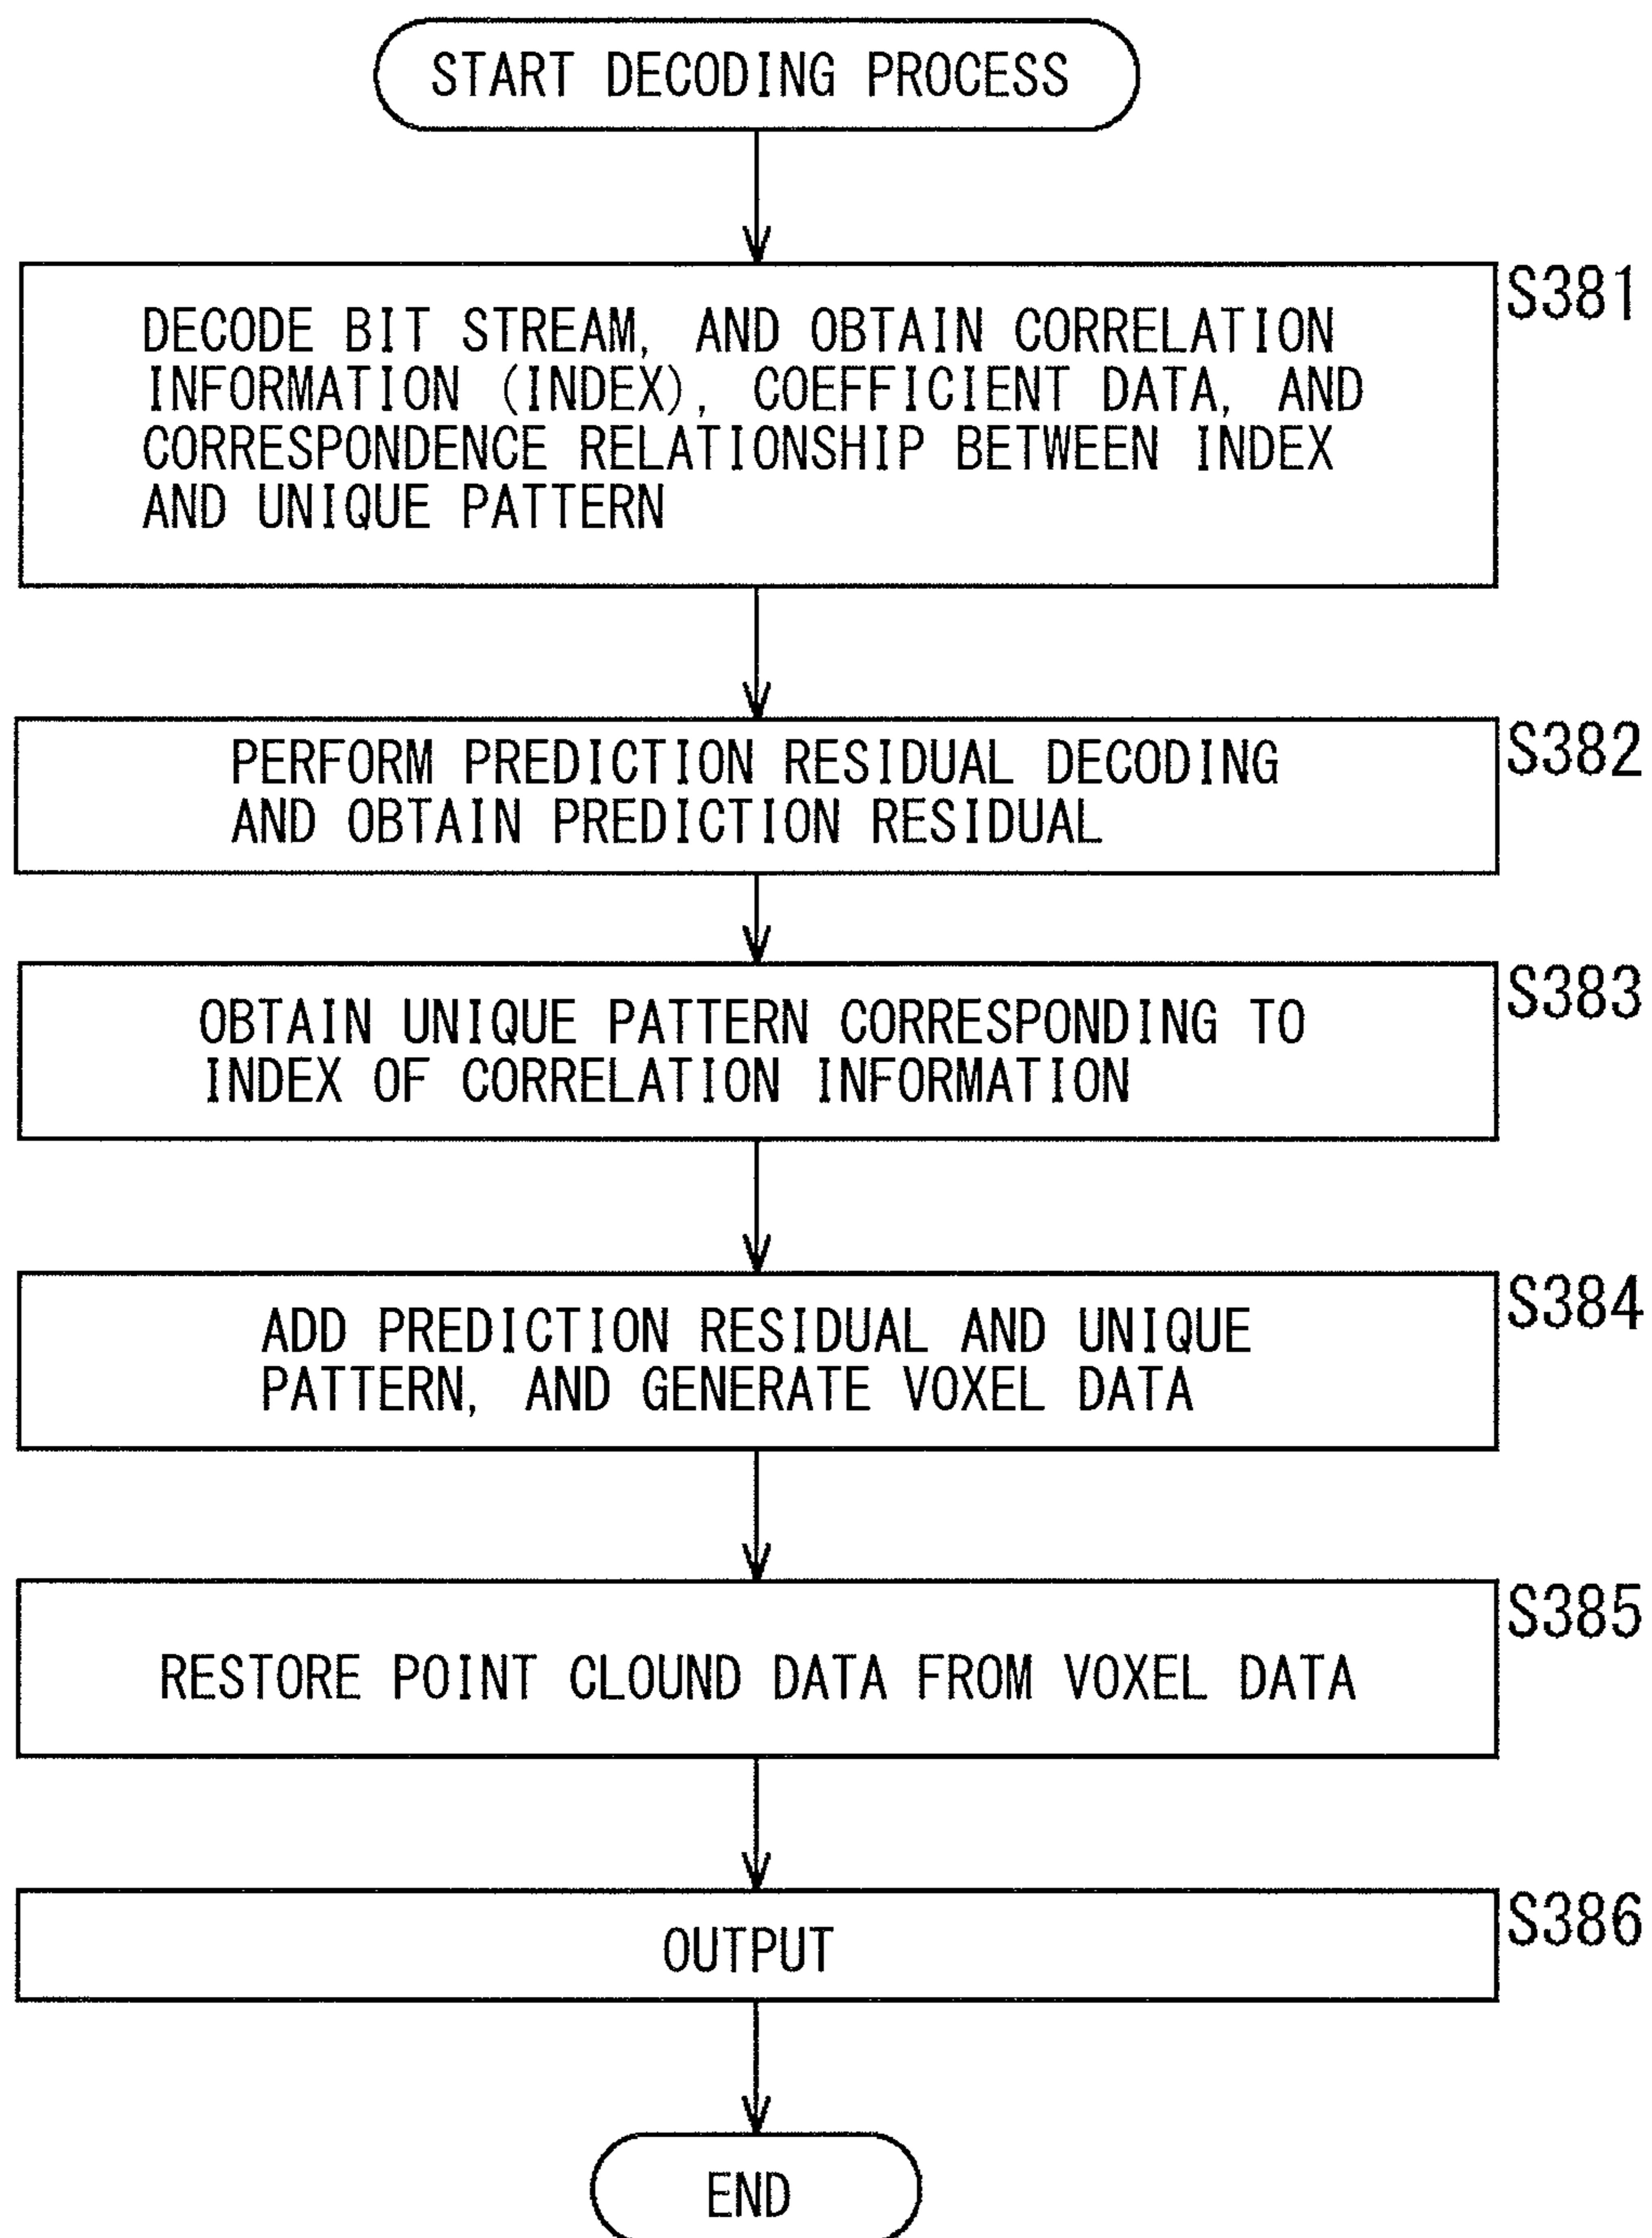 START DECODING PROCESS
S381
DECODE BIT STREAM, AND OBTAIN CORRELATION
INFORMATION (INDEX), COEFFICIENT DATA, AND
CORRESPONDENCE RELATIONSHIP BETWEEN INDEX
AND UNIQUE PATTERN
S382
PERFORM PREDICTION RESIDUAL DECODING
AND OBTAIN PREDICTION RESIDUAL
S383
OBTAIN UNIQUE PATTERN CORRESPONDING TO
INDEX OF CORRELATION INFORMATION
S384
ADD PREDICTION RESIDUAL AND UNIQUE
PATTERN, AND GENERATE VOXEL DATA
S385
RESTORE POINT CLOUND DATA FROM VOXEL DATA
S386
OUTPUT
END